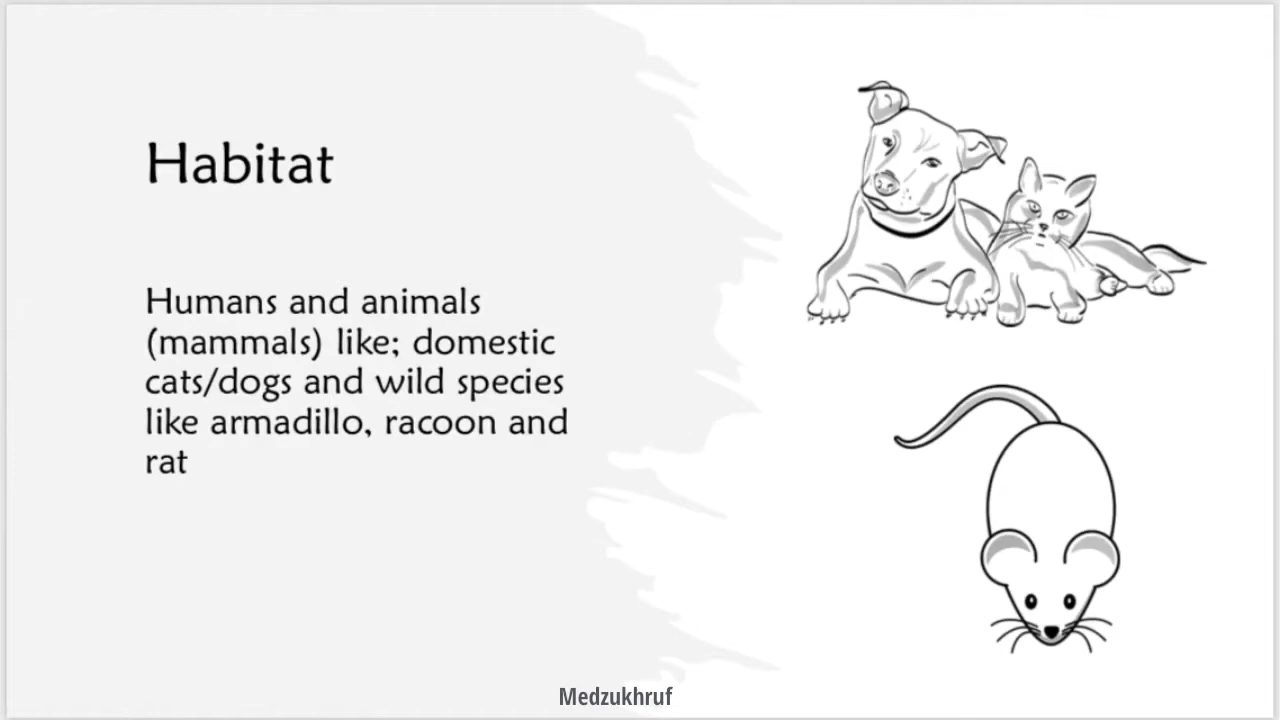 Habitat
Humans and animals
(mammals) like; domestic
cats/dogs and wild species
like armadillo, racoon and
rat
Medzukhruf